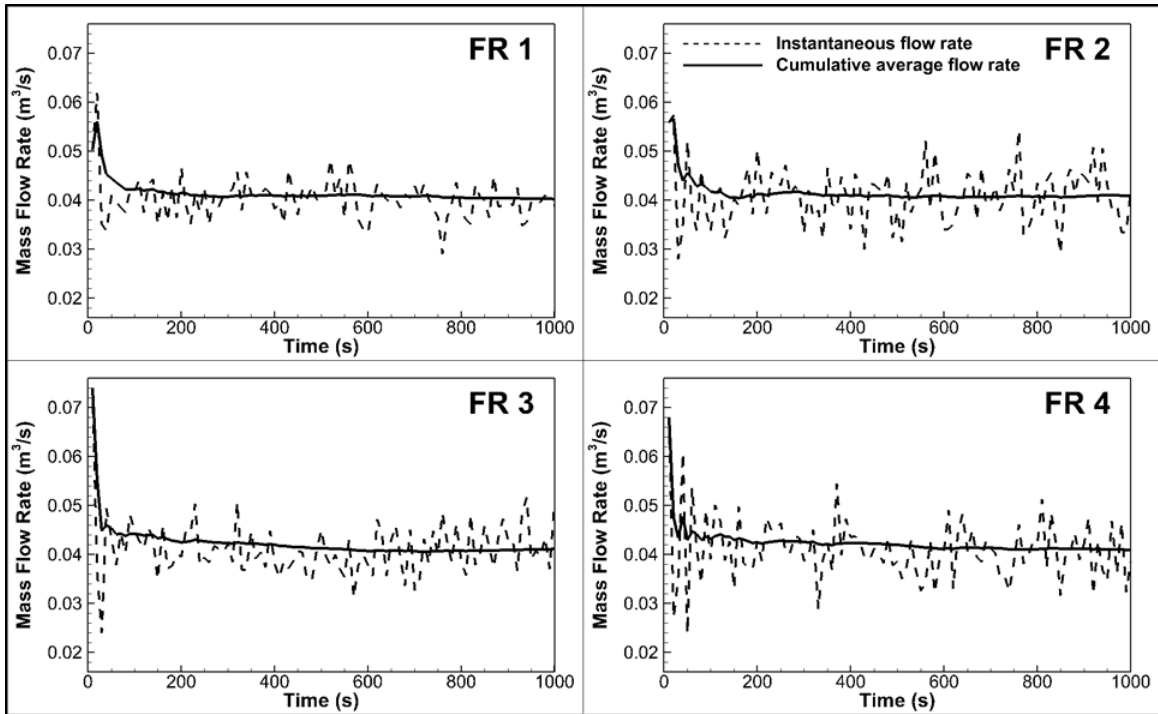 FR 1
0.07
0.06
0.05
0.04
0.03
0.02
Mass Flow Rate (m³/s)
0 200 400 600 800 1000
Time (s)
FR 2
Instantaneous flow rate
Cumulative average flow rate
0.07
0.06
0.05
0.04
0.03
0.02
Mass Flow Rate (m³/s)
0 200 400 600 800 1000
Time (s)
FR 3
0.07
0.06
0.05
0.04
0.03
0.02
Mass Flow Rate (m³/s)
0 200 400 600 800 1000
Time (s)
FR 4
0.07
0.06
0.05
0.04
0.03
0.02
Mass Flow Rate (m³/s)
0 200 400 600 800 1000
Time (s)